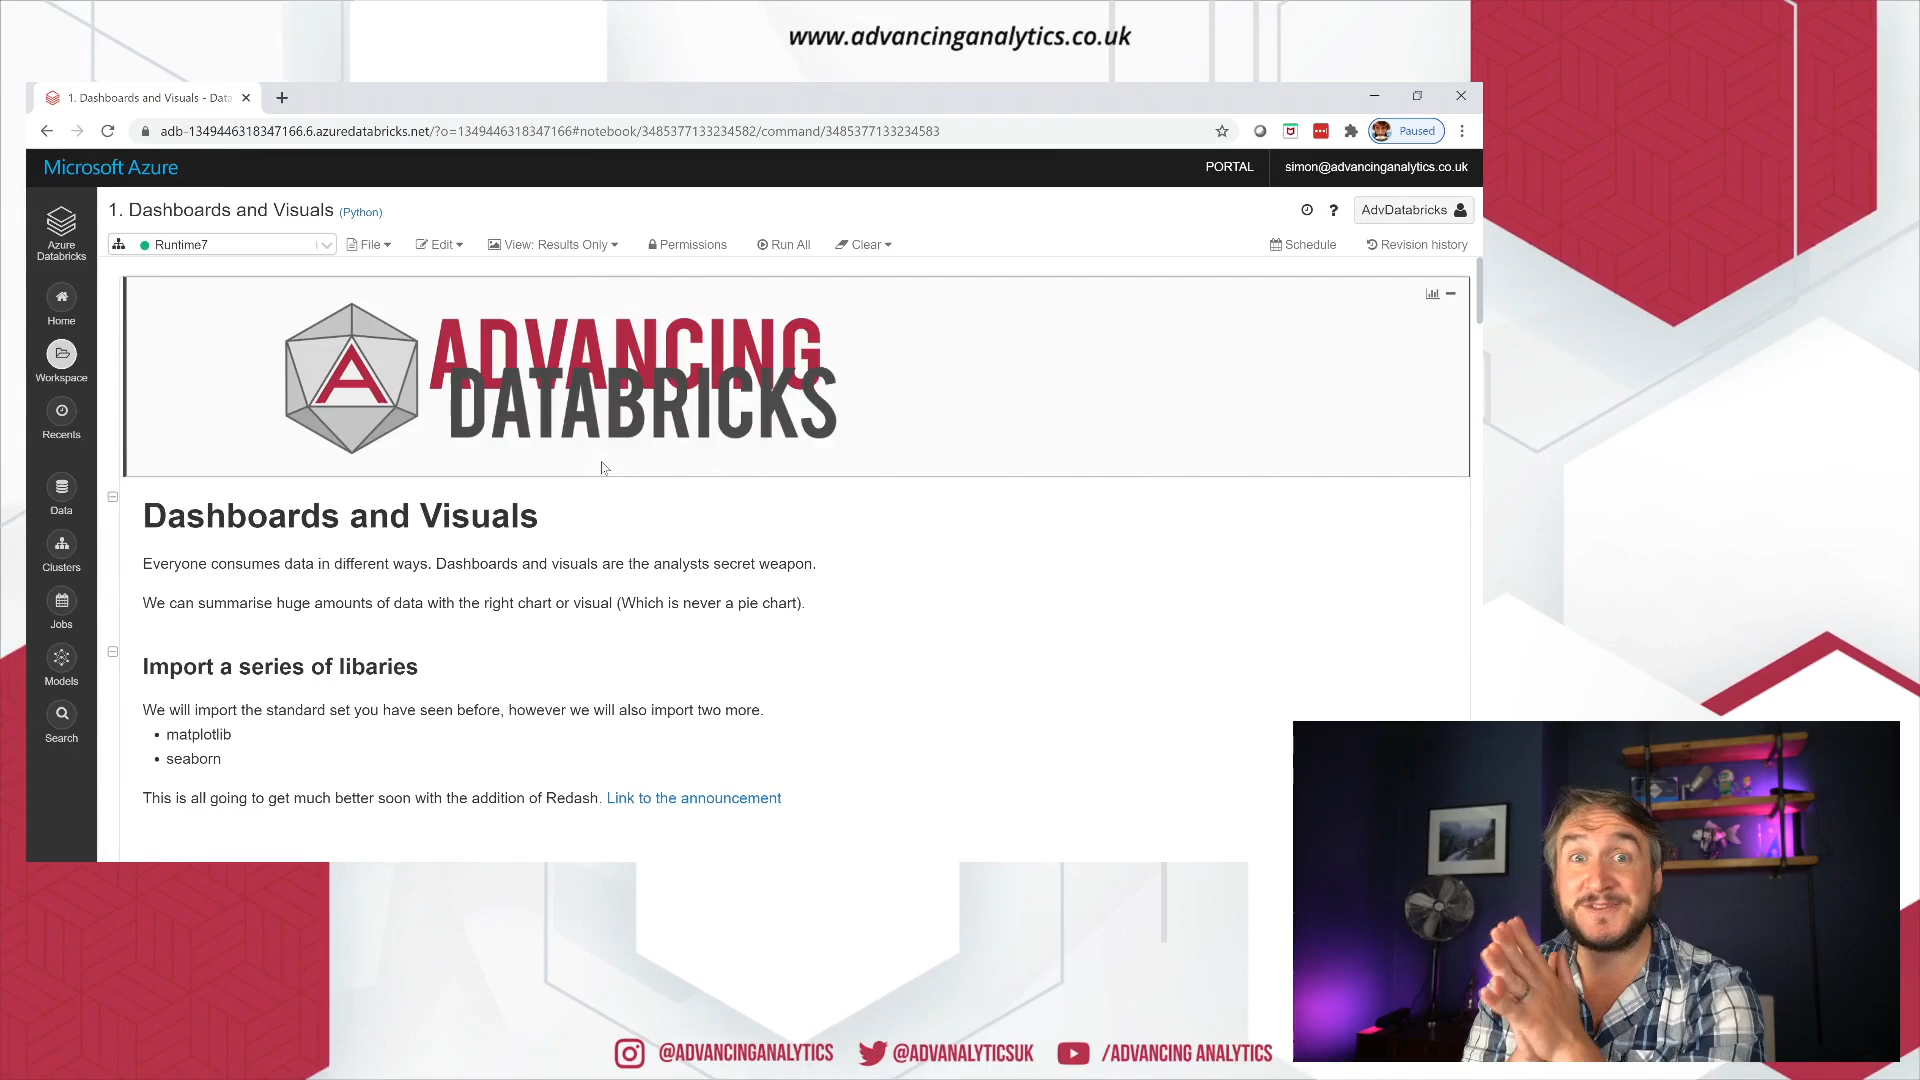 www.advancinganalytics.co.uk
1. Dashboards and Visuals - Data
adb-1349446318347166.6.azuredatabricks.net/?o=1349446318347166#notebook/3485377133234582/command/3485377133234583
Paused
Microsoft Azure
PORTAL
simon@advancinganalytics.co.uk
1. Dashboards and Visuals (Python)
? AdvDatabricks
Runtime7
File
Edit
View: Results Only
Permissions
Run All
Clear
Schedule
Revision history
Azure
Databricks
Home
Workspace
Recents
Data
Clusters
Jobs
Models
Search
A
ADVANCING
DATABRICKS
Dashboards and Visuals
Everyone consumes data in different ways. Dashboards and visuals are the analysts secret weapon.
We can summarise huge amounts of data with the right chart or visual (Which is never a pie chart).
Import a series of libaries
We will import the standard set you have seen before, however we will also import two more.
• matplotlib
• seaborn
This is all going to get much better soon with the addition of Redash. Link to the announcement
@ADVANCINGANALYTICS
@ADVANALYTICSUK
/ADVANCING ANALYTICS